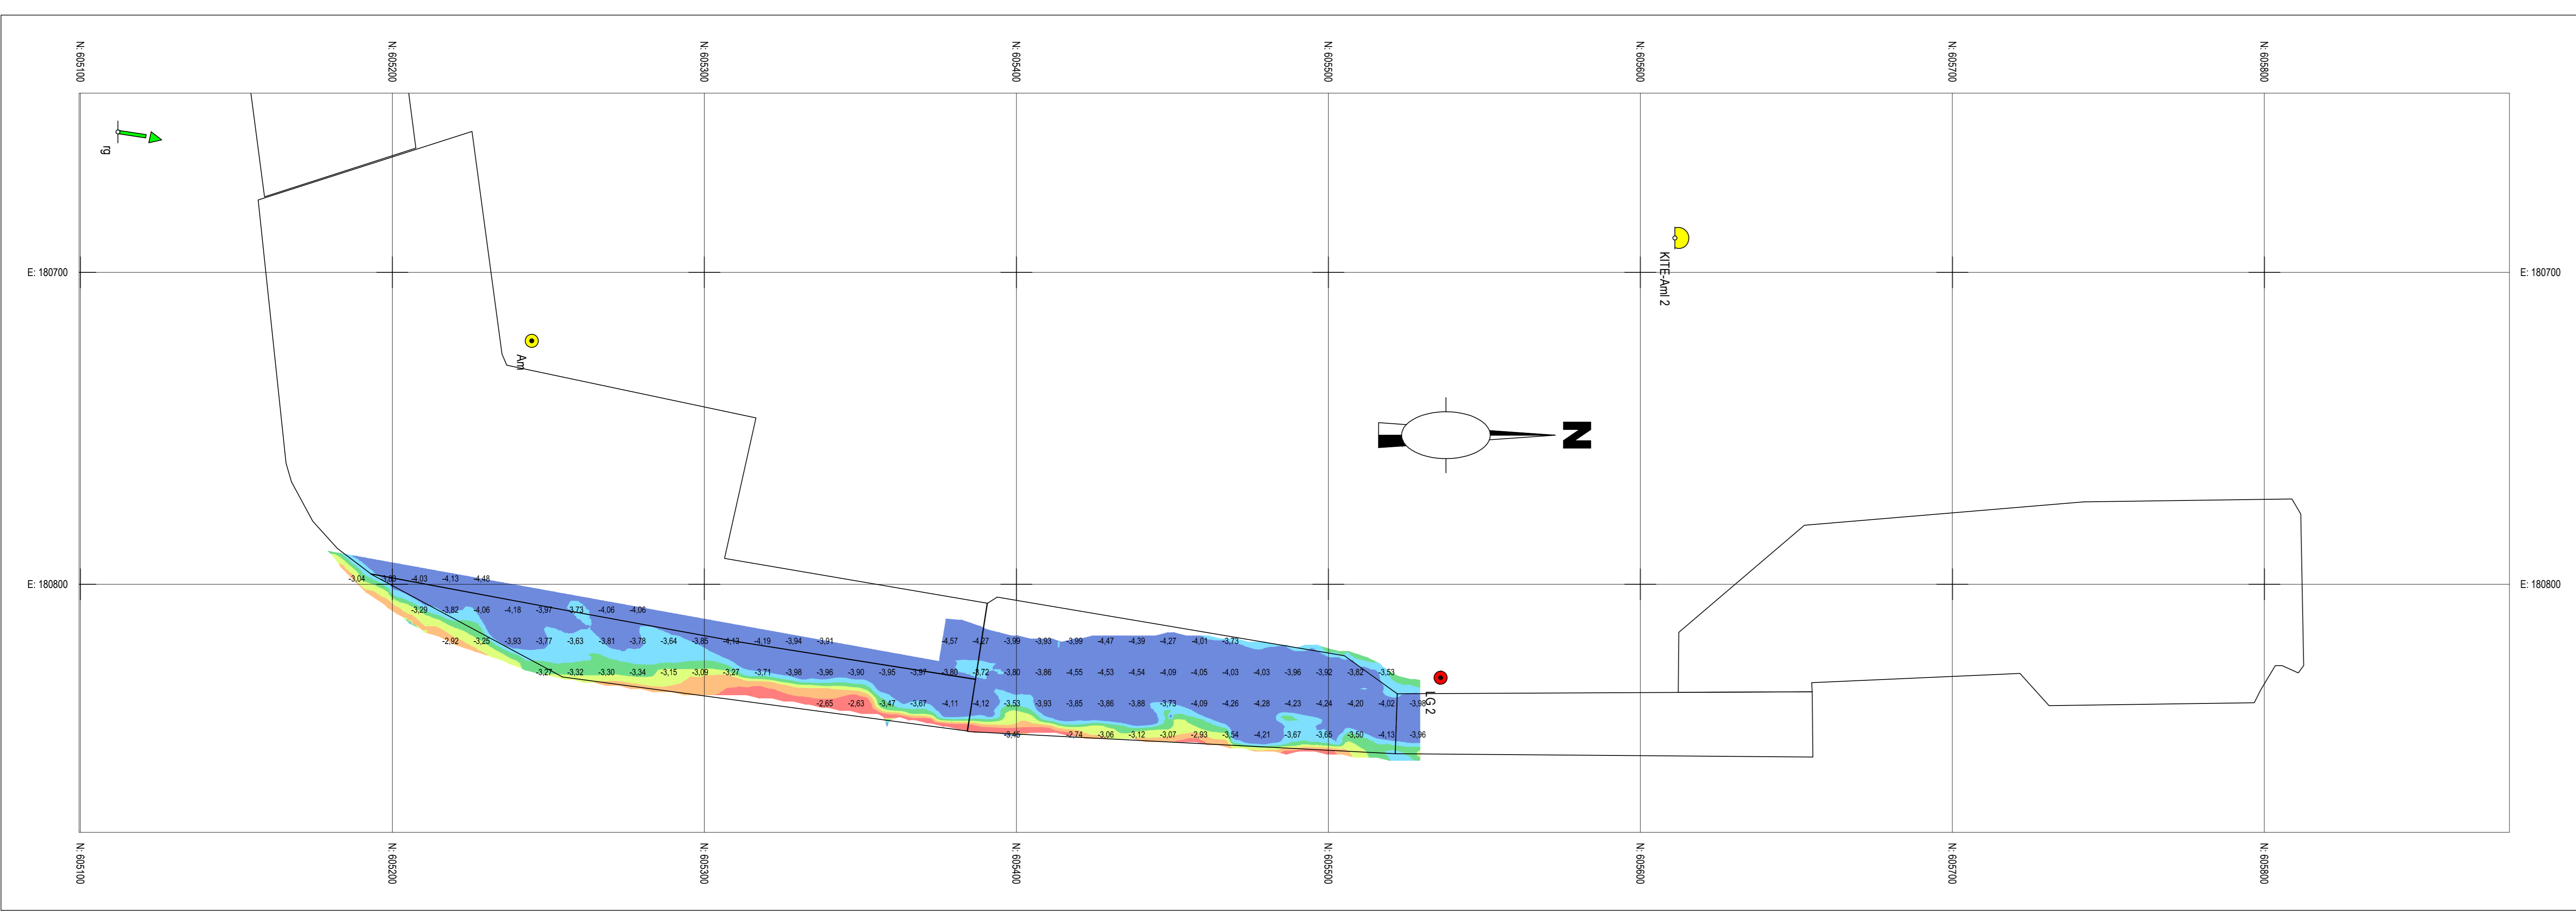 N: 605100 N: 605200 N: 605300 N: 605400 N: 605500 N: 605600 N: 605700 N: 605800
rg
KITE-Aml 2
E: 180700 E: 180700
Am
N
E: 180800 E: 180800
-3,04 -4,03 -4,13 -4,48
-3,29 -3,82 -4,06 -4,18 -3,97 -3,73 -4,06 -4,06
-2,92 -3,25 -3,93 -3,77 -3,63 -3,81 -3,78 -3,64 -3,85 -4,13 -4,19 -3,94 -3,91 -4,57 -4,27 -3,99 -3,93 -3,99 -4,47 -4,39 -4,27 -4,01 -3,73
-3,27 -3,32 -3,30 -3,34 -3,15 -3,09 -3,27 -3,71 -3,98 -3,96 -3,90 -3,95 -3,97 -3,80 -3,72 -3,80 -3,86 -4,55 -4,53 -4,54 -4,09 -4,05 -4,03 -4,03 -3,96 -3,92 -3,82 -3,53
-2,65 -2,63 -3,47 -3,67 -4,11 -4,12 -3,53 -3,93 -3,85 -3,86 -3,88 -3,73 -4,09 -4,26 -4,28 -4,23 -4,24 -4,20 -4,02 -3,98
LG 2
-3,45 -2,74 -3,06 -3,12 -3,07 -2,93 -3,54 -4,21 -3,67 -3,65 -3,50 -4,13 -3,96
N: 605100 N: 605200 N: 605300 N: 605400 N: 605500 N: 605600 N: 605700 N: 605800